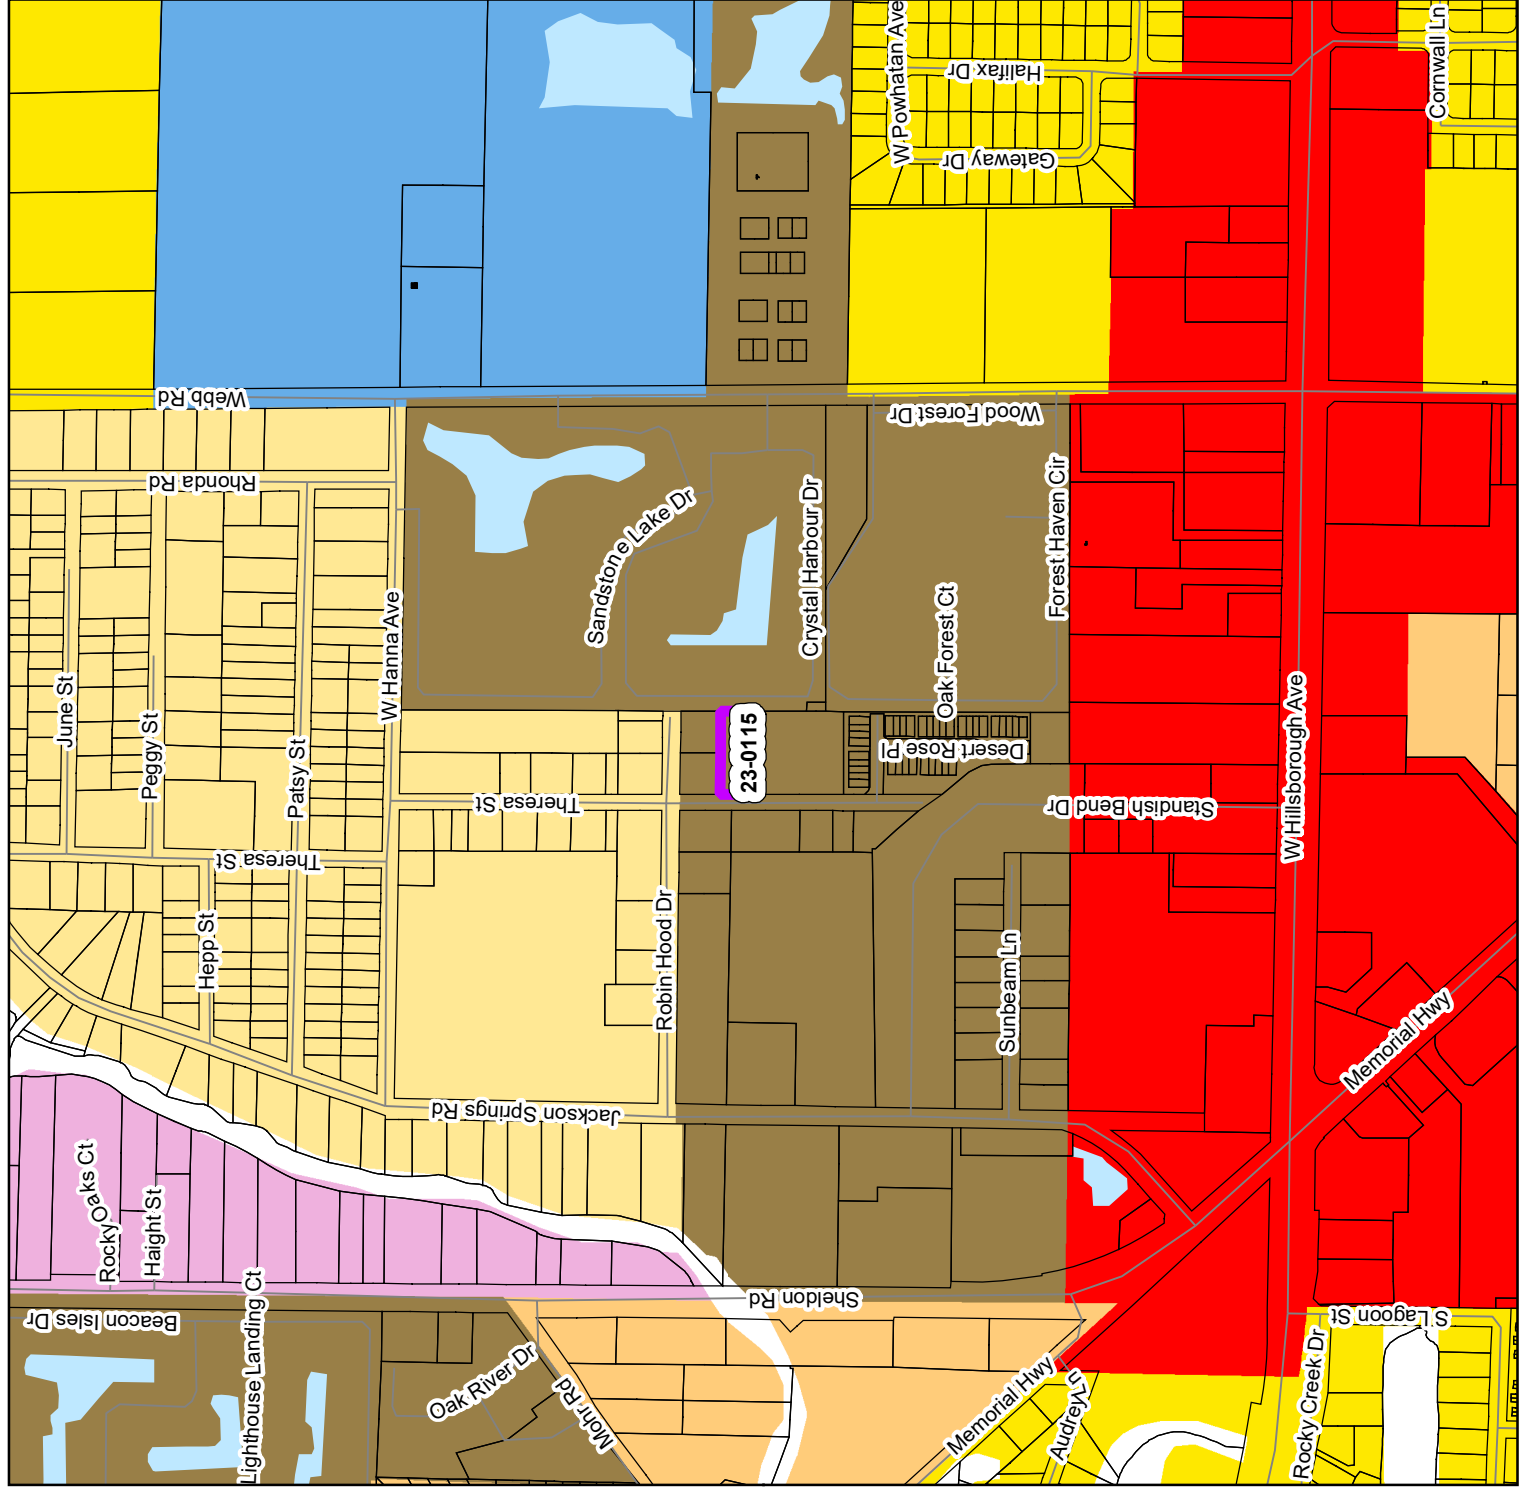 W Powhatan Ave
Halifax Dr
Cornwall Ln
Gateway Dr
Webb Rd
Wood Forest Dr
Rhonda Rd
Sandstone Lake Dr
Crystal Harbour Dr
Forest Haven Cir
W Hanna Ave
Oak Forest Ct
June St
Peggy St
Patsy St
23-0115
Desert Rose Pl
W Hillsborough Ave
Theresa St
Standish Bend Dr
Theresa St
Hepp St
Robin Hood Dr
Sunbeam Ln
Memorial Hwy
Jackson Springs Rd
Rocky Oaks Ct
Haight St
Sheldon Rd
Beacon Isles Dr
Lighthouse Landing Ct
S Lagoon St
Oak River Dr
Mohr Rd
Memorial Hwy
Audrey Ln
Rocky Creek Dr